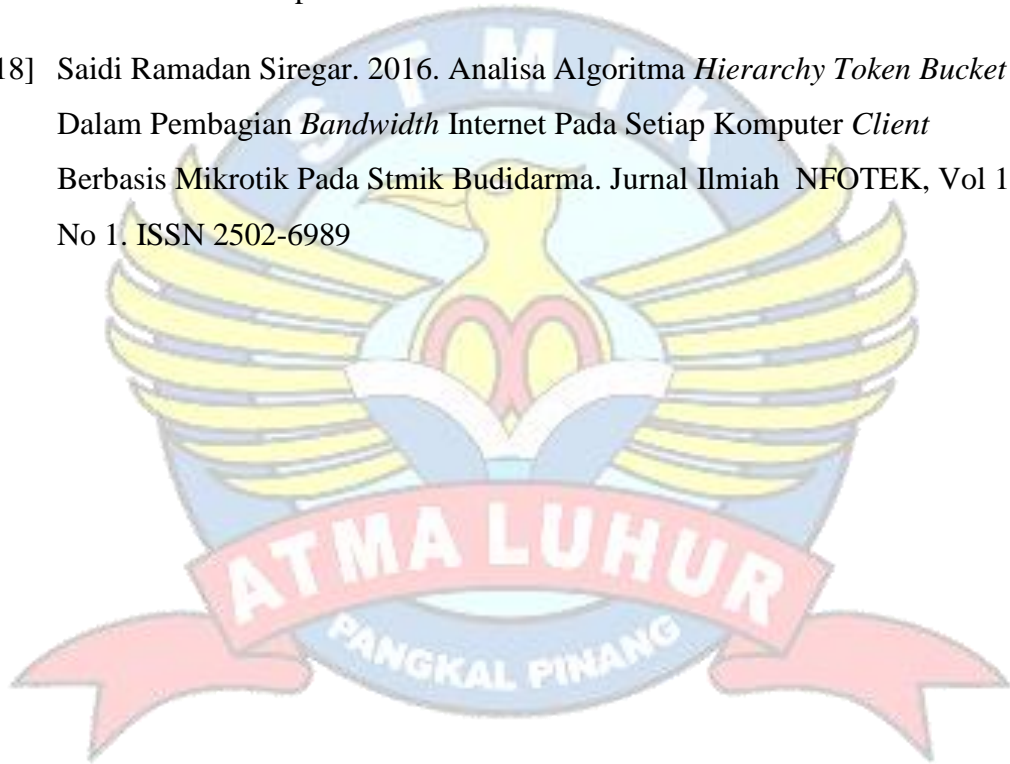 18] Saidi Ramadan Siregar. 2016. Analisa Algoritma Hierarchy Token Bucket
Dalam Pembagian Bandwidth Internet Pada Setiap Komputer Client
Berbasis Mikrotik Pada Stmik Budidarma. Jurnal Ilmiah NFOTEK, Vol 1
No 1. ISSN 2502-6989
STMIK
ATMA LUHUR
PANGKAL PINANG